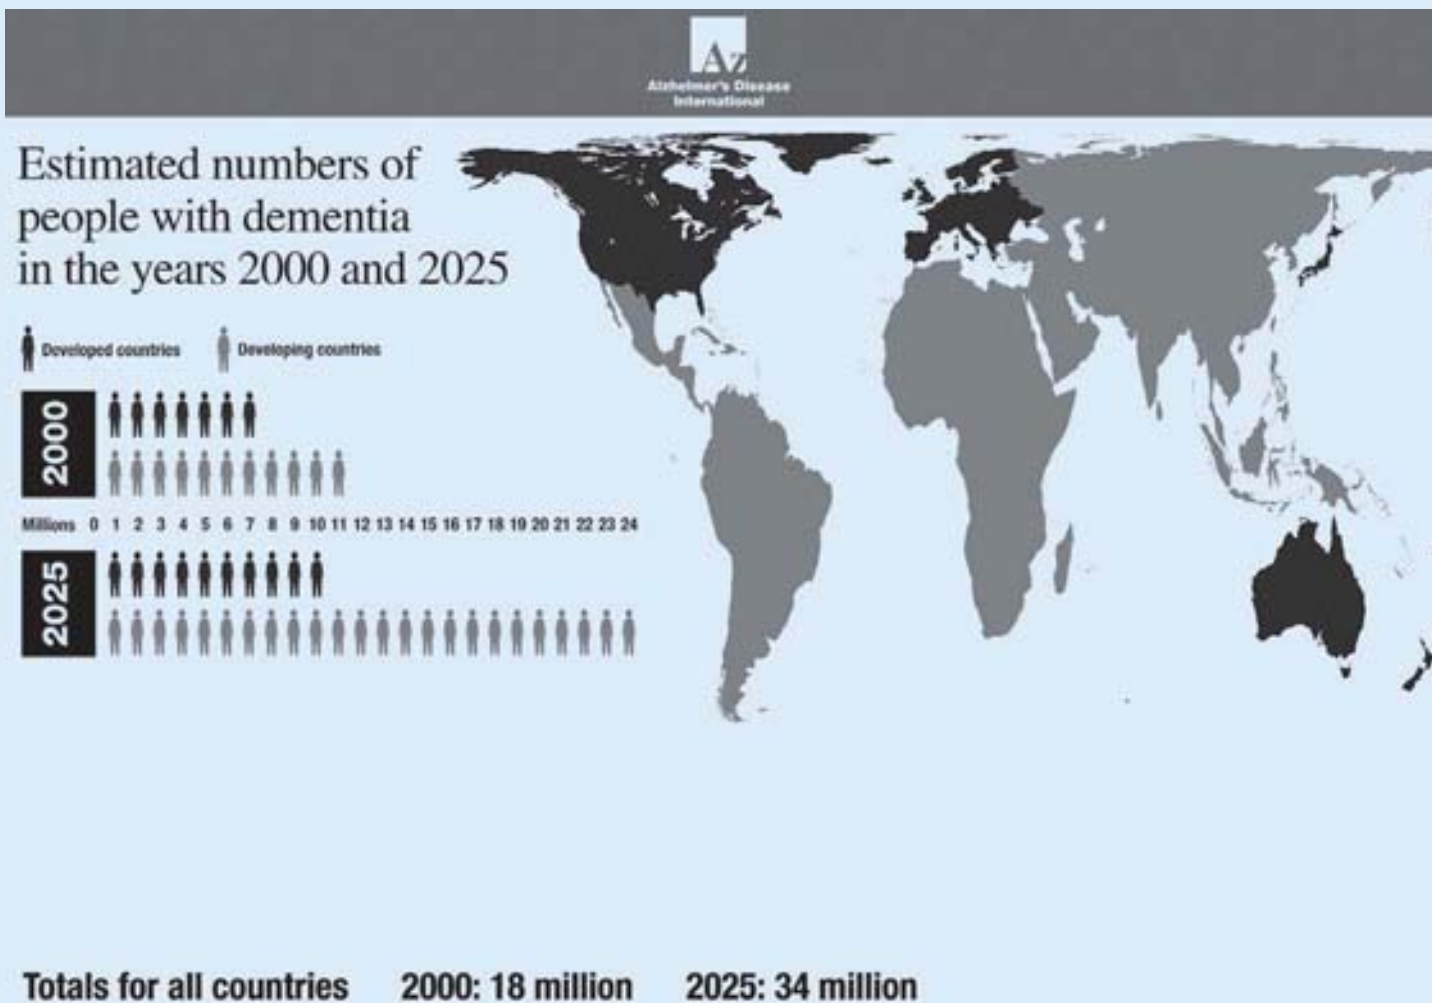 Az
Alzheimer's Disease
International
Estimated numbers of
people with dementia
in the years 2000 and 2025
Developed countries Developing countries
2000
Millions 0 1 2 3 4 5 6 7 8 9 10 11 12 13 14 15 16 17 18 19 20 21 22 23 24
2025
Totals for all countries 2000: 18 million 2025: 34 million